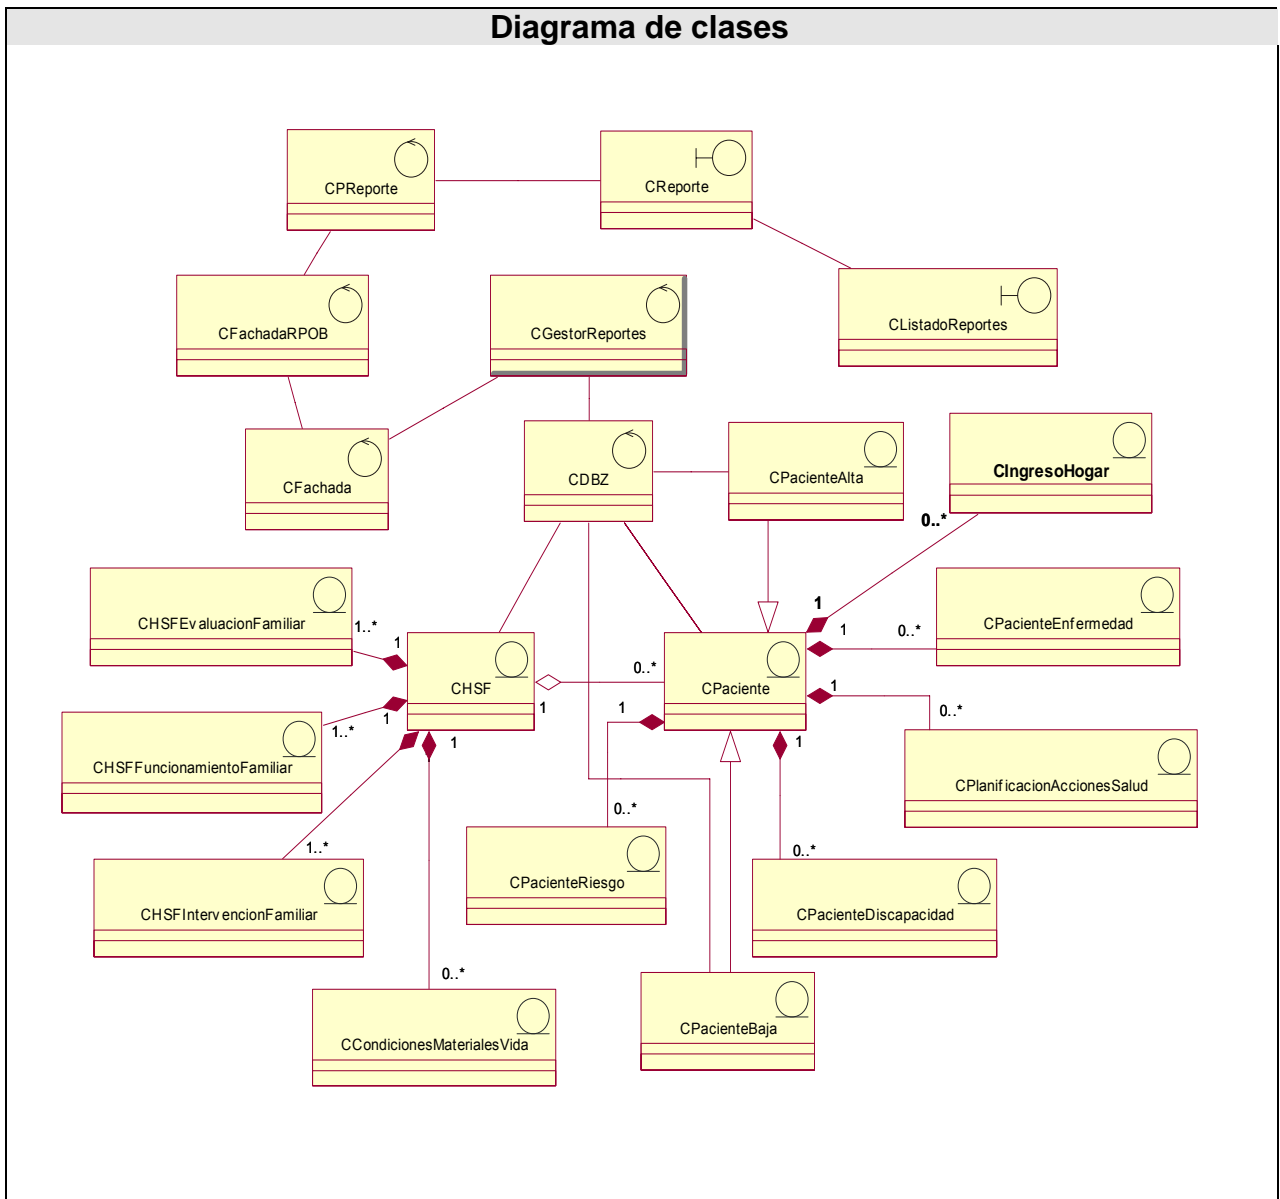 Diagrama de clases
CPReporte
CReporte
CFachadaRPOB
CGestorReportes
CListadoReportes
CFachada
CDBZ
CPacienteAlta
CIngresoHogar
0..*
CHSFEvaluacionFamiliar
1..*
1
1
1
0..*
CPacienteEnfermedad
CHSF
0..*
1
CPaciente
1
1
0..*
CHSFFuncionamientoFamiliar
1..*
1
1
1
CPlanificacionAccionesSalud
1..*
0..*
0..*
CHSFIntervencionFamiliar
CPacienteRiesgo
CPacienteDiscapacidad
0..*
CCondicionesMaterialesVida
CPacienteBaja